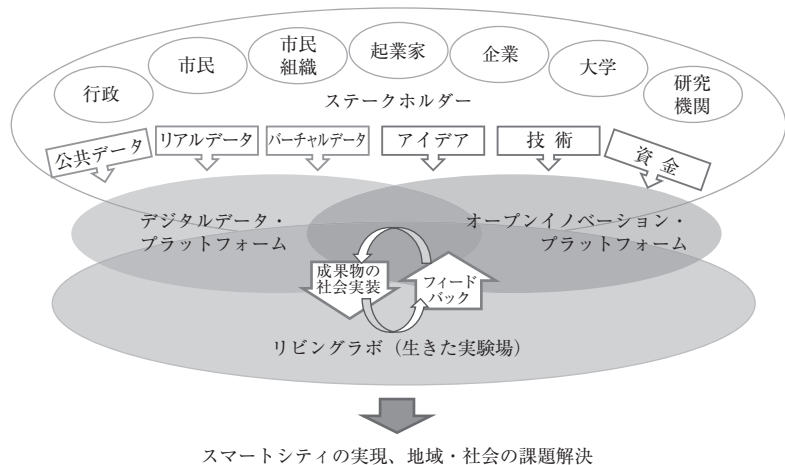 行政
市民
市民
組織
起業家
企業
大学
研究
機関
ステークホルダー
公共データ
リアルデータ
バーチャルデータ
アイデア
技 術
資 金
デジタルデータ・
プラットフォーム
オープンイノベーション・
プラットフォーム
成果物の
社会実装
フィード
バック
リビングラボ（生きた実験場）
スマートシティの実現、地域・社会の課題解決